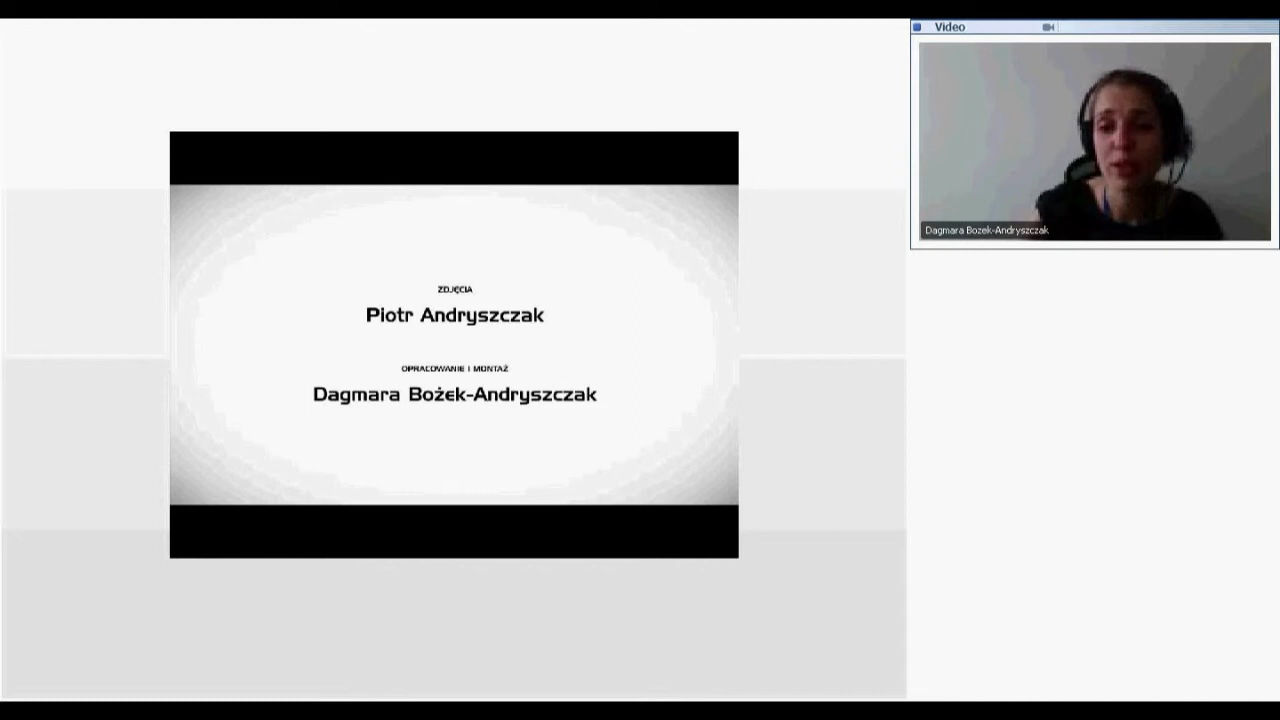 Video
ZDJĘCIA
Piotr Andryszczak
OPRACOWANIE I MONTAŻ
Dagmara Bożek-Andryszczak
Dagmara Bozek-Andryszczak